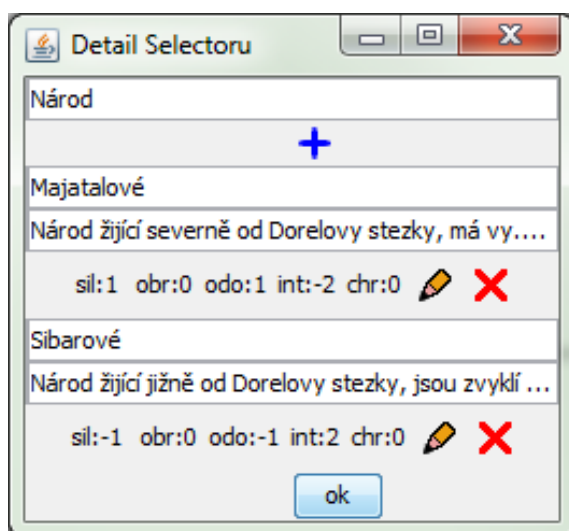 Detail Selectoru
Národ
Majatalové
Národ žijící severně od Dorelovy stezky, má vy....
sil:1 obr:0 odo:1 int:-2 chr:0
Sibarové
Národ žijící jižně od Dorelovy stezky, jsou zvyklí ...
sil:-1 obr:0 odo:-1 int:2 chr:0
ok